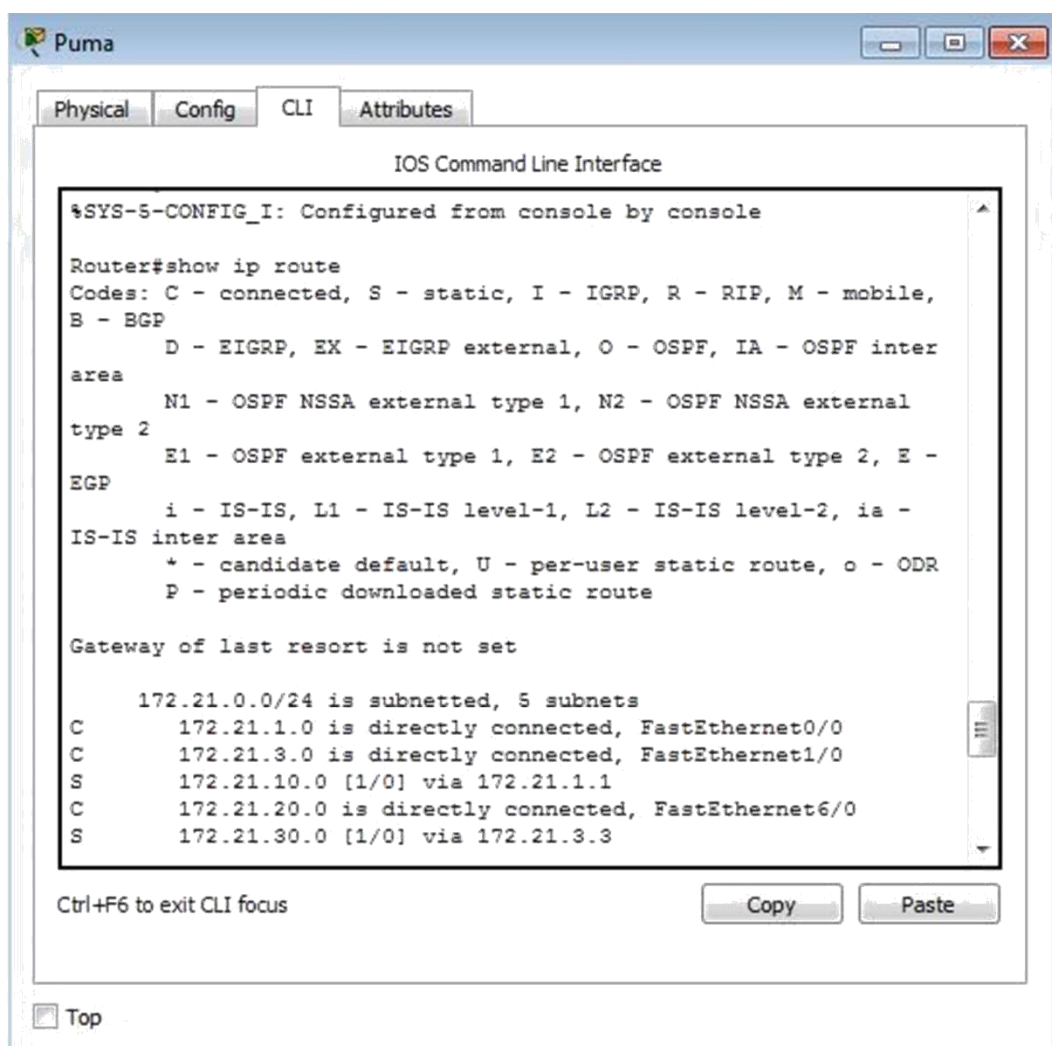 Puma
Physical Config CLI Attributes
IOS Command Line Interface
%SYS-5-CONFIG_I: Configured from console by console
Router#show ip route
Codes: C - connected, S - static, I - IGRP, R - RIP, M - mobile,
B - BGP
D - EIGRP, EX - EIGRP external, O - OSPF, IA - OSPF inter
area
N1 - OSPF NSSA external type 1, N2 - OSPF NSSA external
type 2
E1 - OSPF external type 1, E2 - OSPF external type 2, E -
EGP
i - IS-IS, L1 - IS-IS level-1, L2 - IS-IS level-2, ia -
IS-IS inter area
* - candidate default, U - per-user static route, o - ODR
P - periodic downloaded static route
Gateway of last resort is not set
172.21.0.0/24 is subnetted, 5 subnets
C 172.21.1.0 is directly connected, FastEthernet0/0
C 172.21.3.0 is directly connected, FastEthernet1/0
S 172.21.10.0 [1/0] via 172.21.1.1
C 172.21.20.0 is directly connected, FastEthernet6/0
S 172.21.30.0 [1/0] via 172.21.3.3
Ctrl+F6 to exit CLI focus
Copy Paste
Top